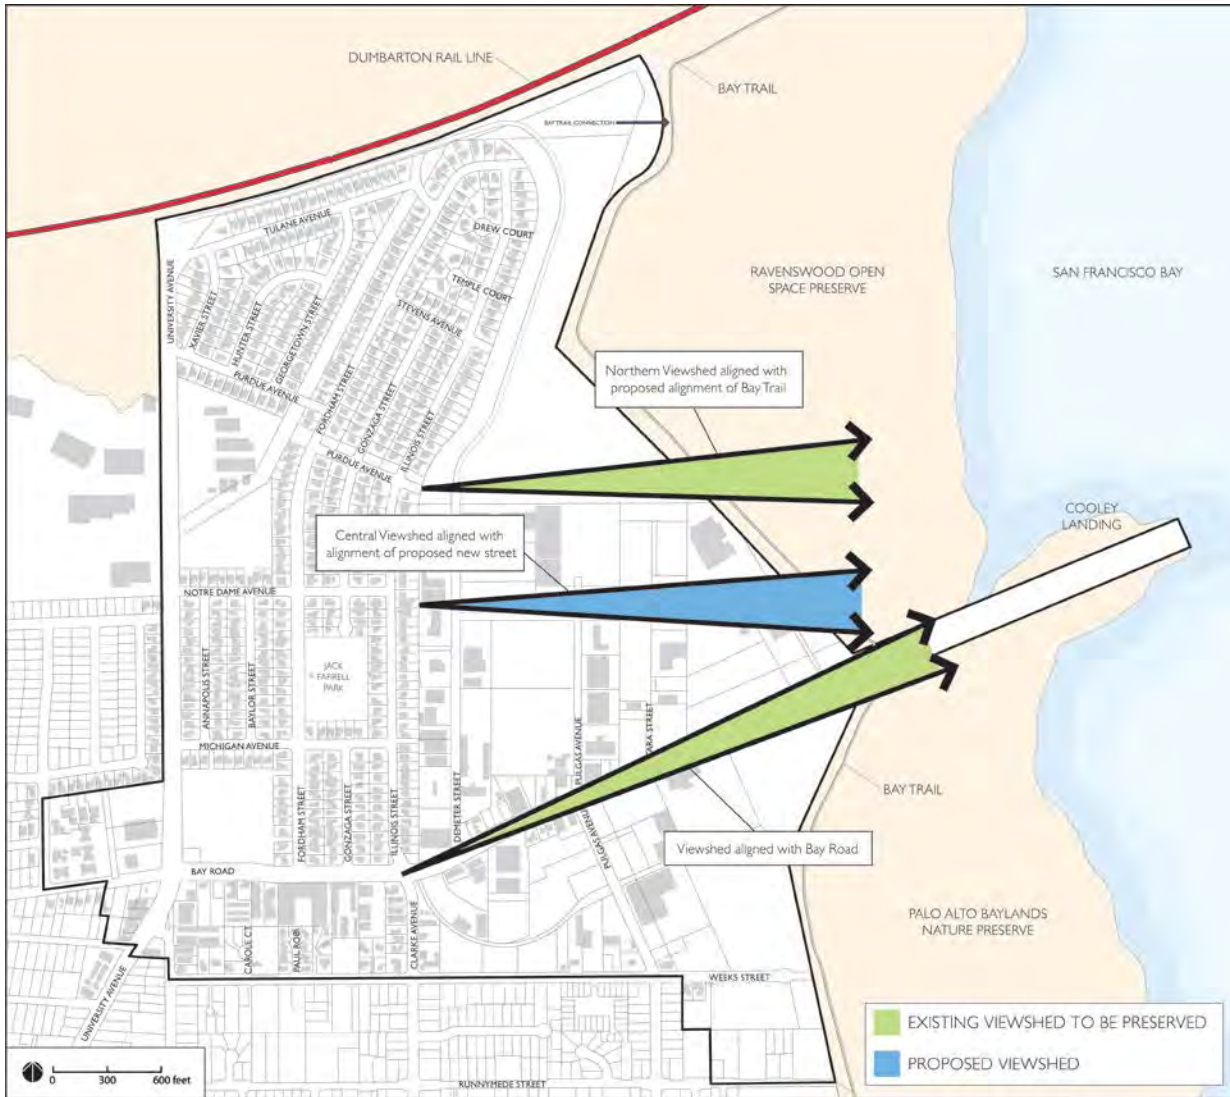 DUMBARTON RAIL LINE
BAY TRAIL
BAY TRAIL CONNECTION
TULANE AVENUE
DREW COURT
UNIVERSITY AVENUE
XAVIER STREET
HUNTER STREET
GEORGETOWN STREET
TEMPLE COURT
STEVENS AVENUE
RAVENSWOOD OPEN
SPACE PRESERVE
SAN FRANCISCO BAY
PURDUE AVENUE
FORDHAM STREET
GONZAGA STREET
ILLINOIS STREET
Northern Viewshed aligned with
proposed alignment of Bay Trail
PURDUE AVENUE
Central Viewshed aligned with
alignment of proposed new street
COOLEY
LANDING
NOTRE DAME AVENUE
JACK
FARRELL
PARK
ANNAPOLIS STREET
BAYLOR STREET
MICHIGAN AVENUE
PULGAS AVENUE
TARA STREET
FORDHAM STREET
GONZAGA STREET
ILLINOIS STREET
DEMETER STREET
PULGAS AVENUE
BAY TRAIL
Viewshed aligned with Bay Road
BAY ROAD
CAROLE CT
PAUL ROBI
CLARKE AVENUE
PALO ALTO BAYLANDS
NATURE PRESERVE
WEEKS STREET
UNIVERSITY AVENUE
EXISTING VIEWSHED TO BE PRESERVED
PROPOSED VIEWSHED
0 300 600 feet
RUNNYMEDE STREET